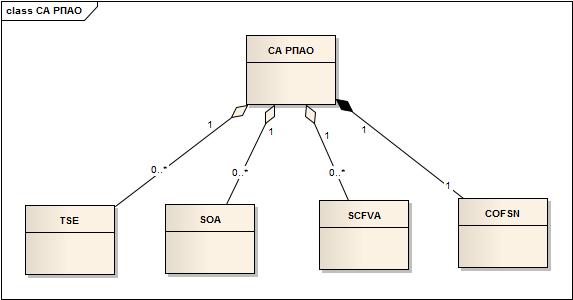 class СА РПАО
СА РПАО
1
1
1
1
0..*
0..*
0..*
1
TSE
SOA
SCFVA
COFSN